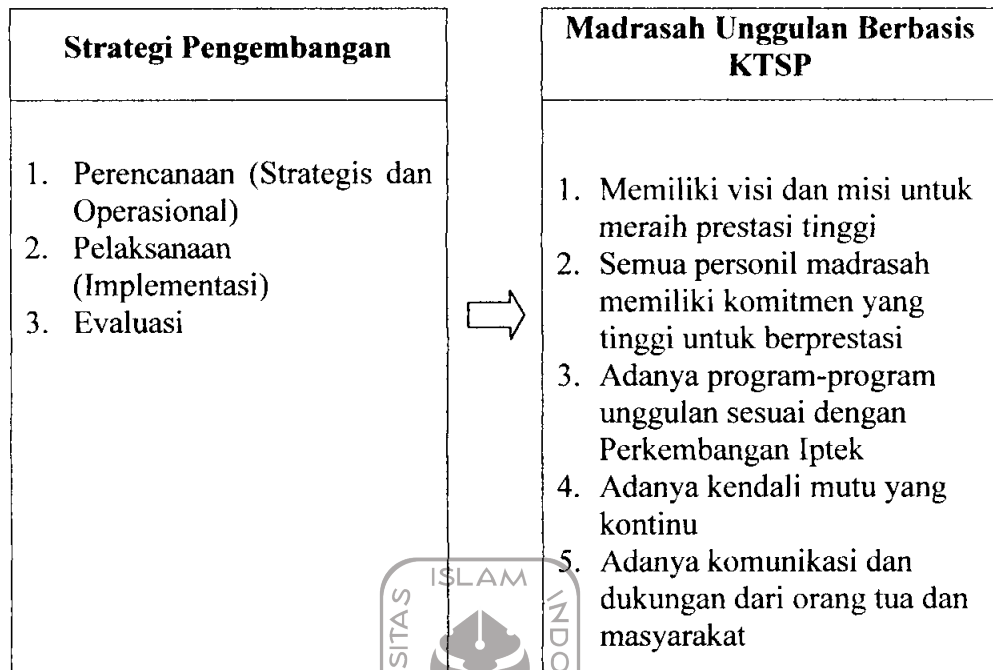 Strategi Pengembangan
1. Perencanaan (Strategis dan
Operasional)
2. Pelaksanaan
(Implementasi)
3. Evaluasi
Madrasah Unggulan Berbasis
KTSP
1. Memiliki visi dan misi untuk
meraih prestasi tinggi
2. Semua personil madrasah
memiliki komitmen yang
tinggi untuk berprestasi
3. Adanya program-program
unggulan sesuai dengan
Perkembangan Iptek
4. Adanya kendali mutu yang
kontinu
5. Adanya komunikasi dan
dukungan dari orang tua dan
masyarakat
ISLAM
SITAS
INDO